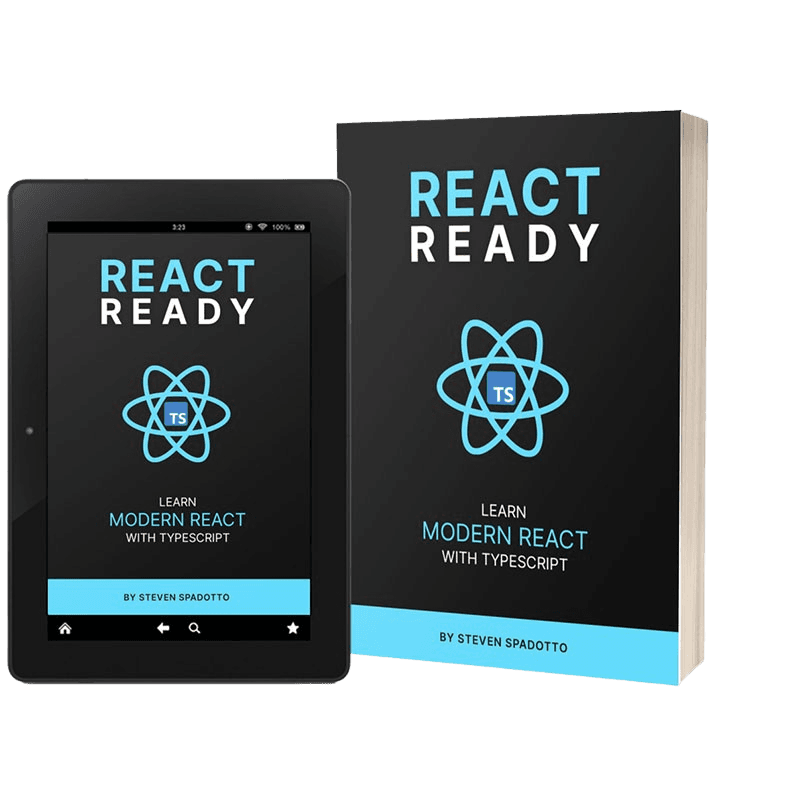 3:23
100%
REACT
READY
TS
LEARN
MODERN REACT
WITH TYPESCRIPT
BY STEVEN SPADOTTO
REACT
READY
TS
LEARN
MODERN REACT
WITH TYPESCRIPT
BY STEVEN SPADOTTO